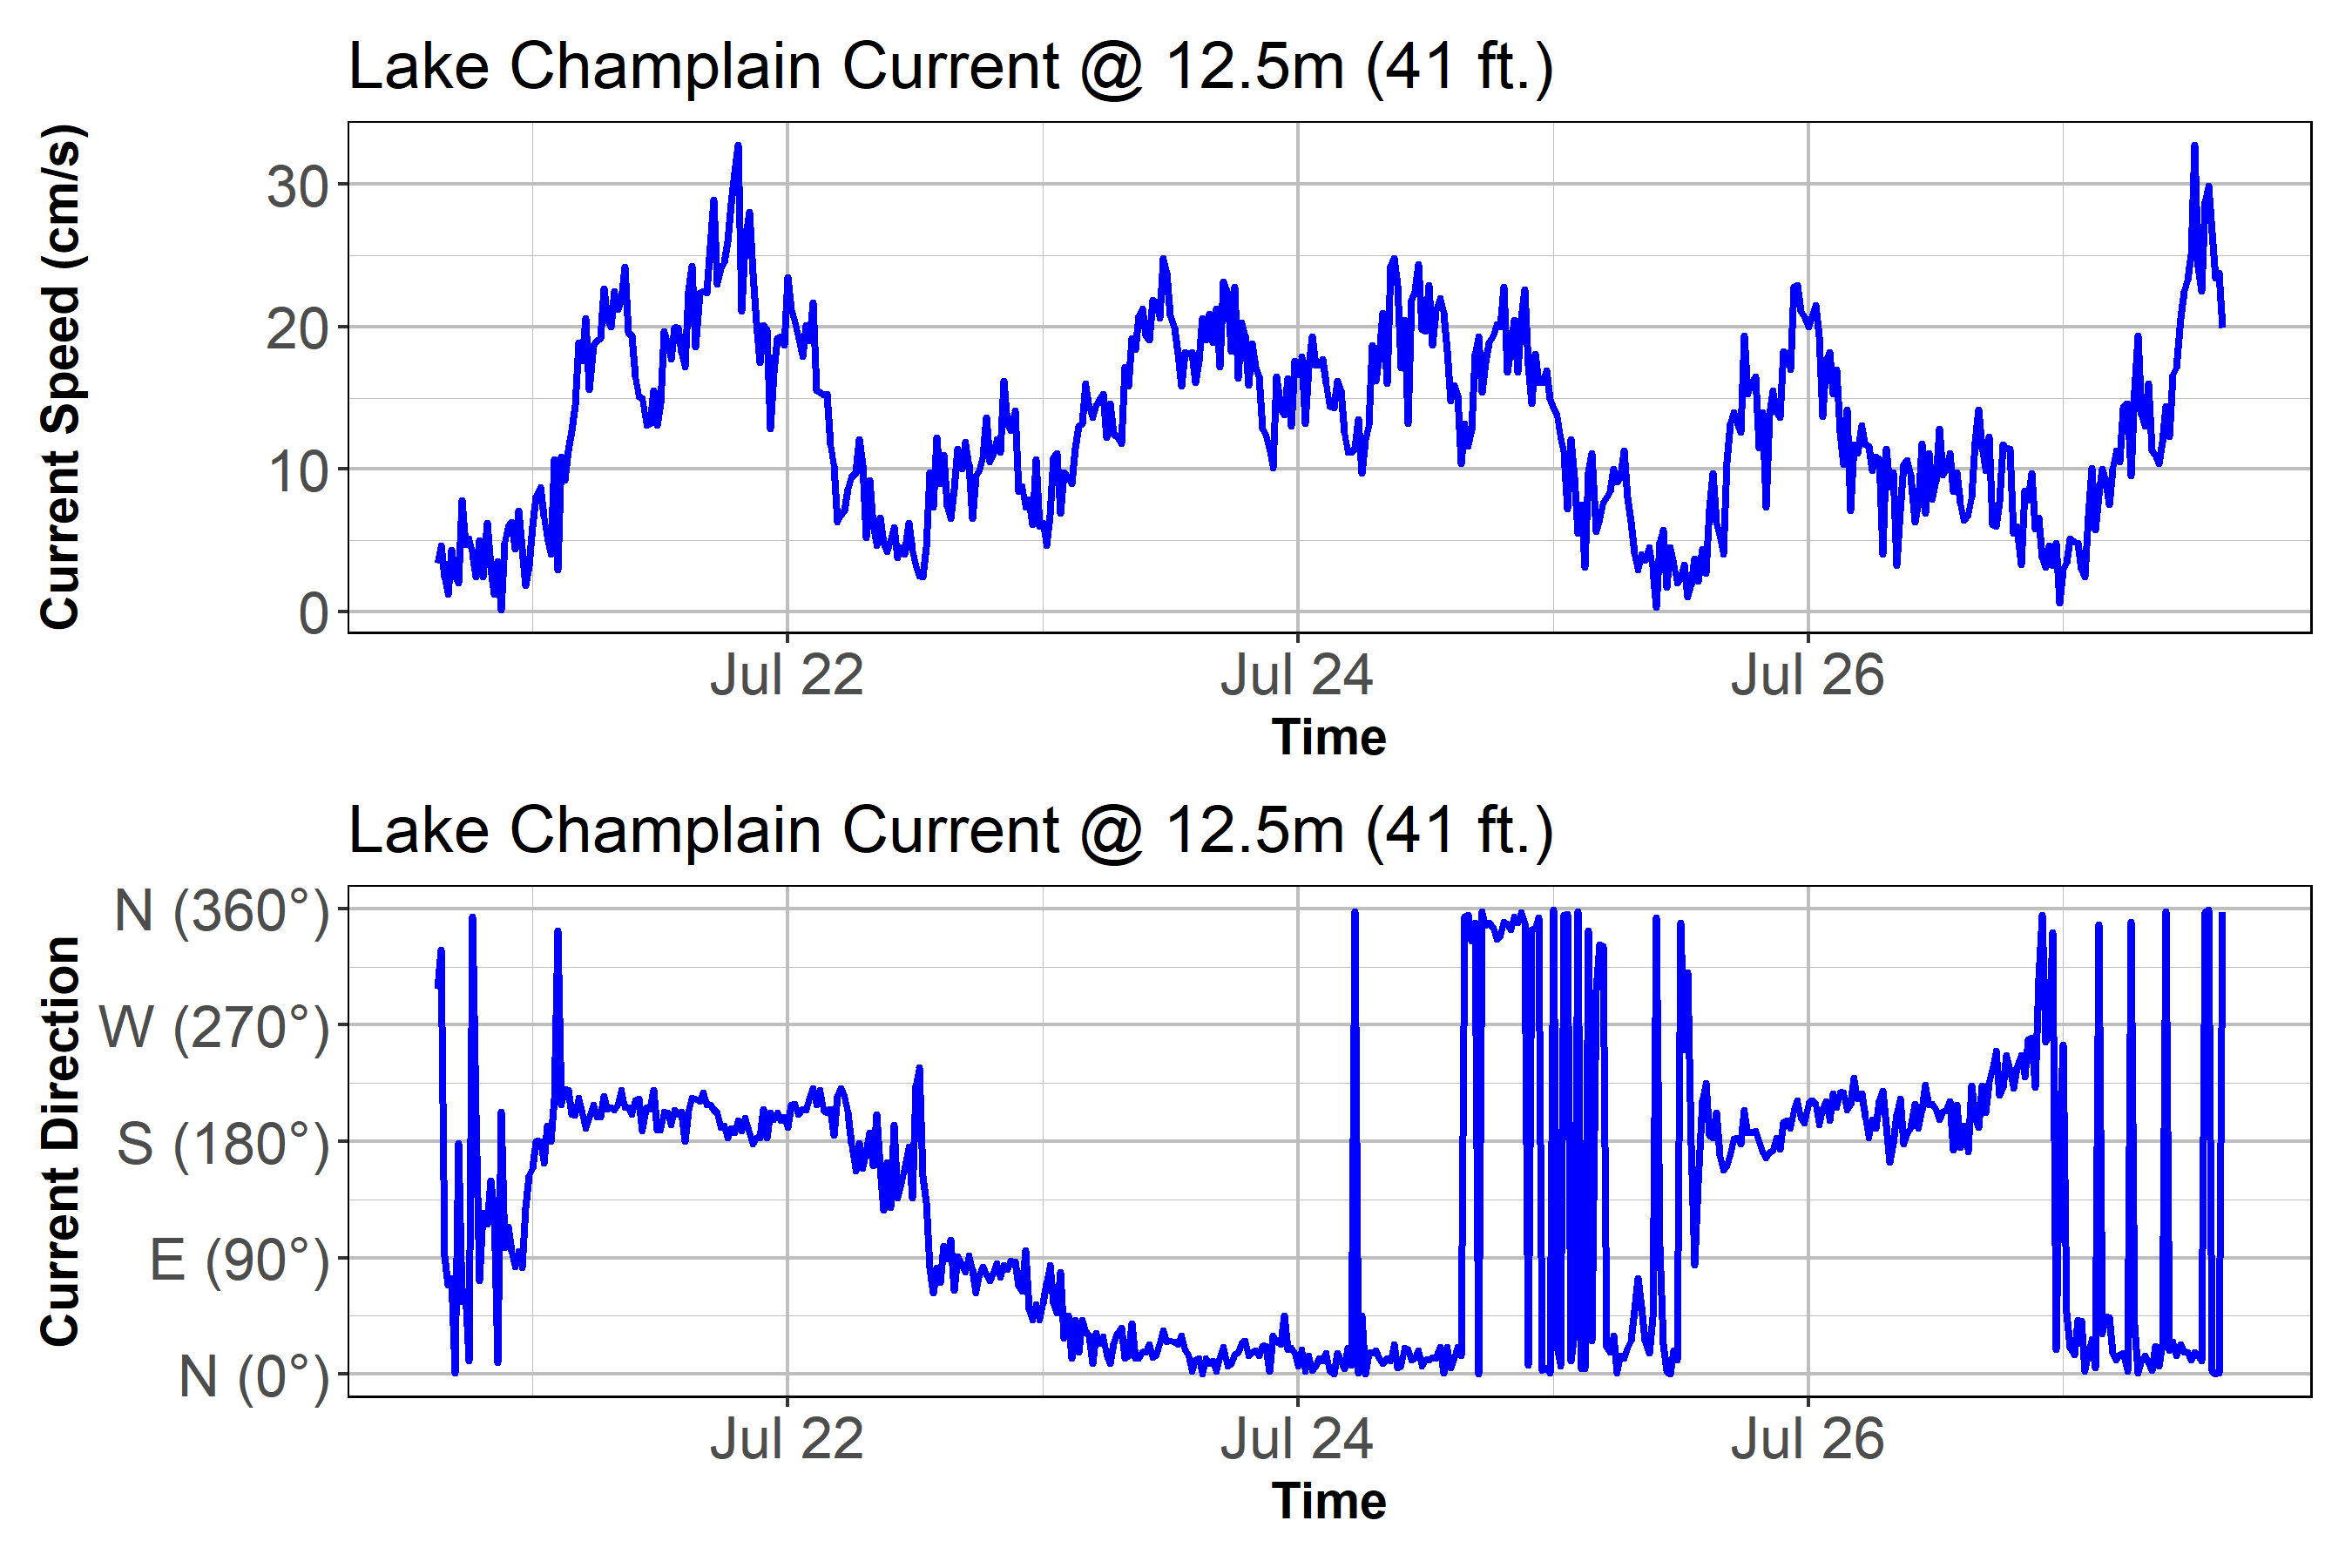 Lake Champlain Current @ 12.5m (41 ft.)
Current Speed (cm/s)
30
20
10
0
Jul 22 Jul 24 Jul 26
Time
Lake Champlain Current @ 12.5m (41 ft.)
Current Direction
N (360°)
W (270°)
S (180°)
E (90°)
N (0°)
Jul 22 Jul 24 Jul 26
Time